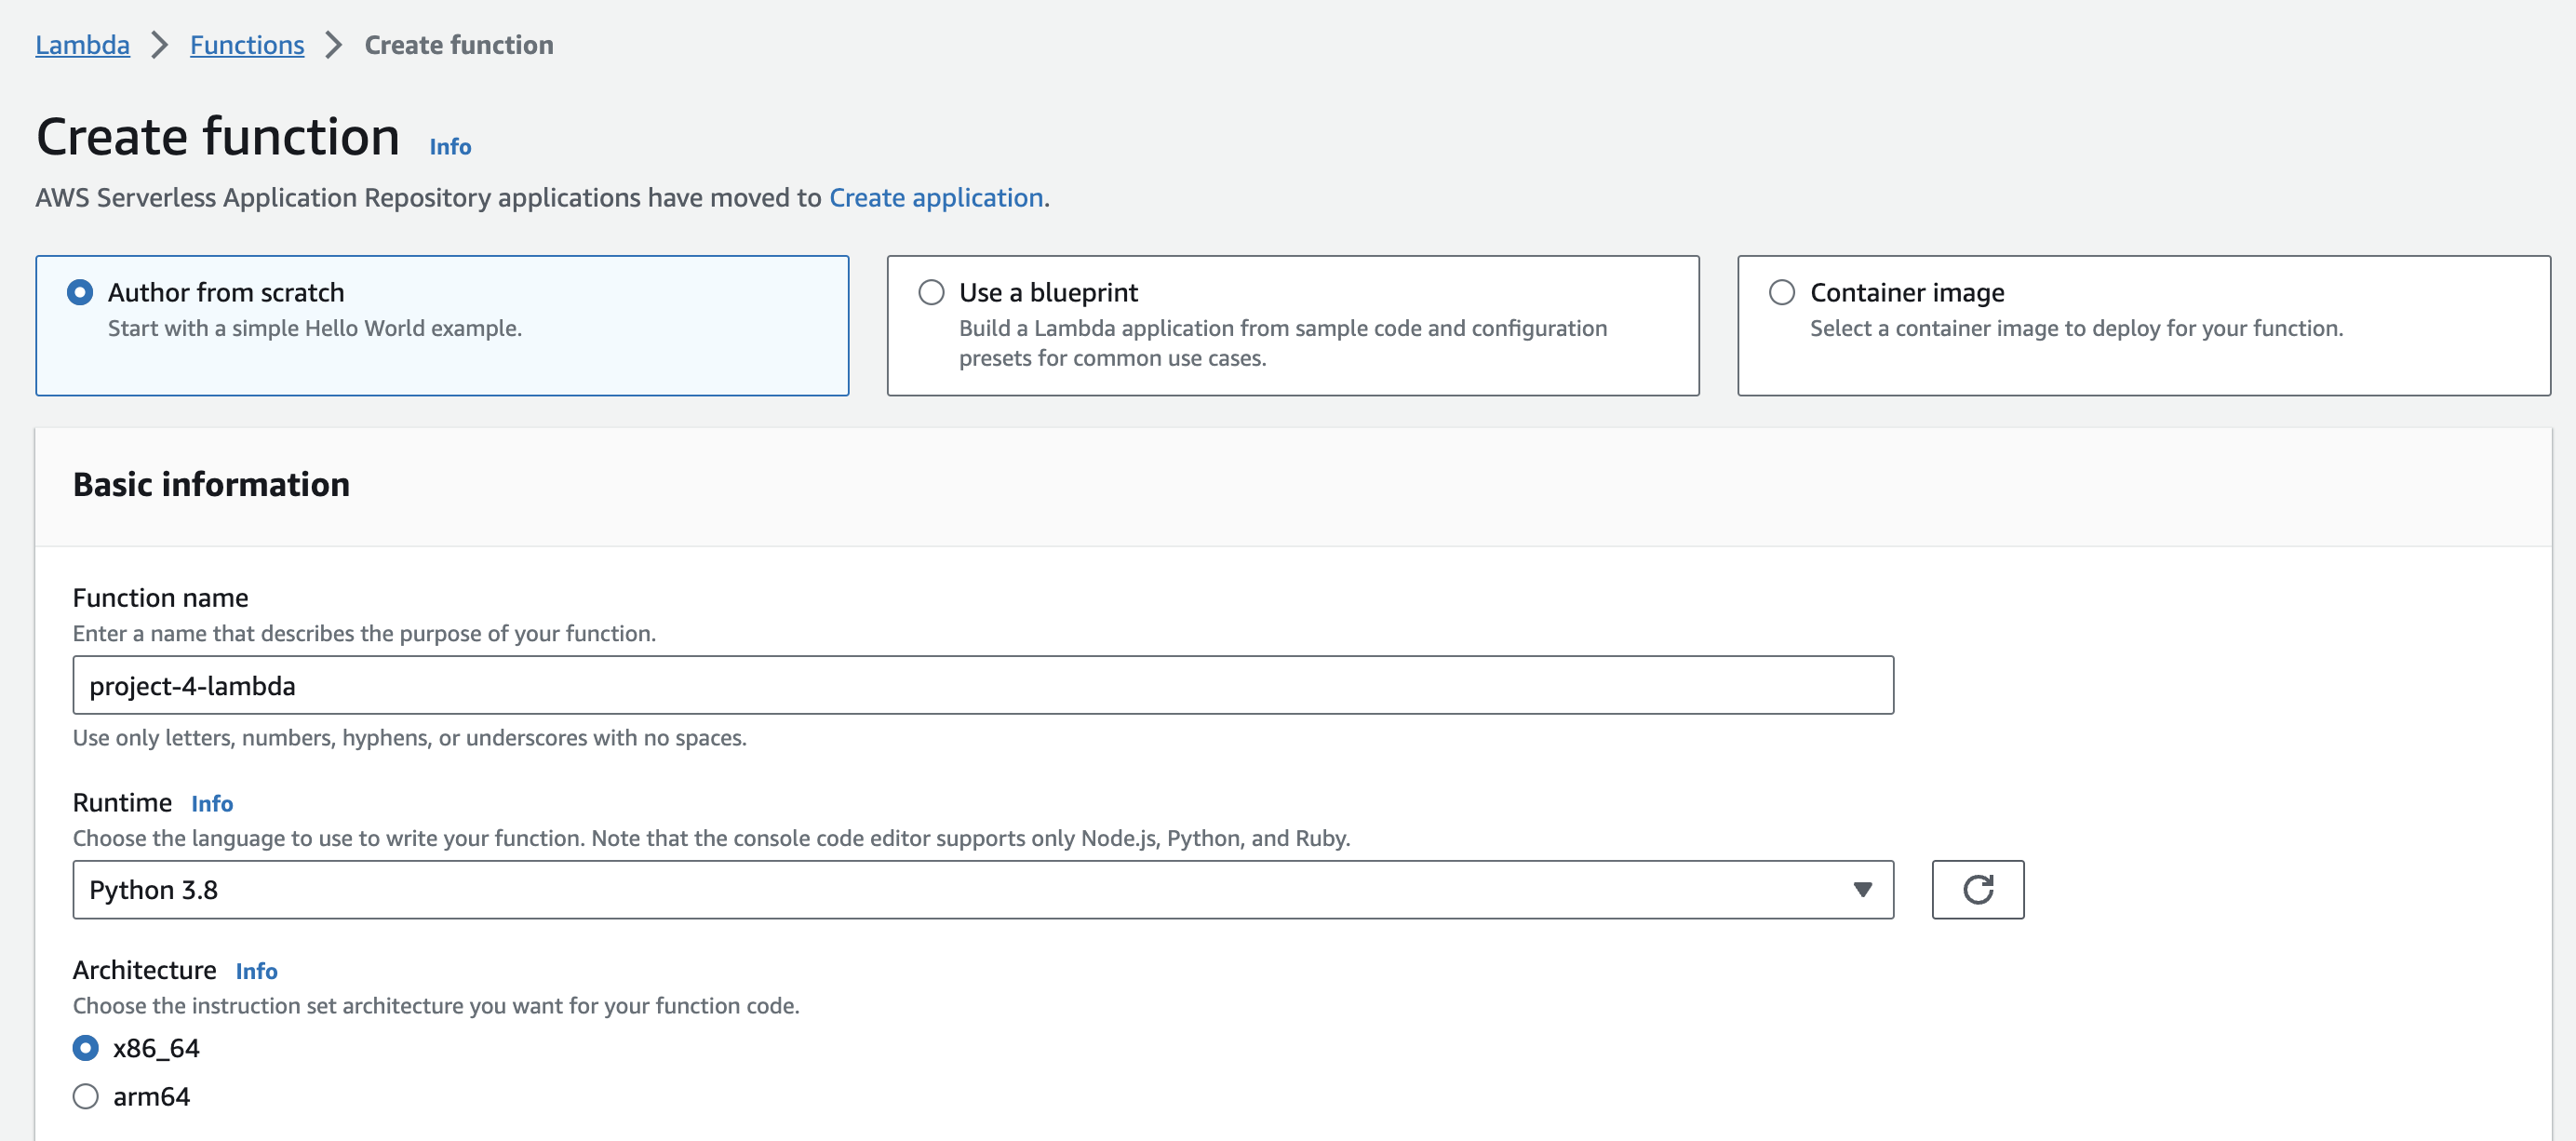 Lambda > Functions > Create function
Create function Info
AWS Serverless Application Repository applications have moved to Create application.
Author from scratch
Start with a simple Hello World example.
Use a blueprint
Build a Lambda application from sample code and configuration
presets for common use cases.
Container image
Select a container image to deploy for your function.
Basic information
Function name
Enter a name that describes the purpose of your function.
project-4-lambda
Use only letters, numbers, hyphens, or underscores with no spaces.
Runtime Info
Choose the language to use to write your function. Note that the console code editor supports only Node.js, Python, and Ruby.
Python 3.8
Architecture Info
Choose the instruction set architecture you want for your function code.
x86_64
arm64